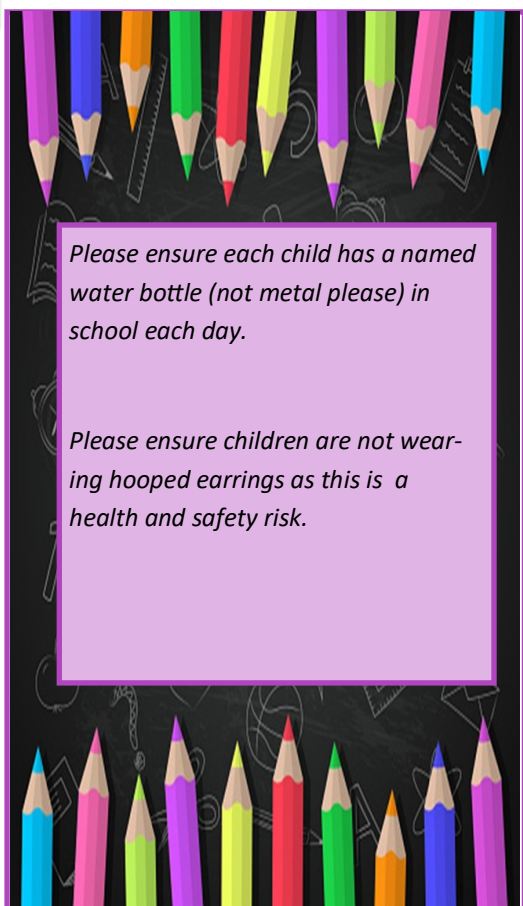 Please ensure each child has a named
water bottle (not metal please) in
school each day.
Please ensure children are not wear-
ing hooped earrings as this is  a
health and safety risk.